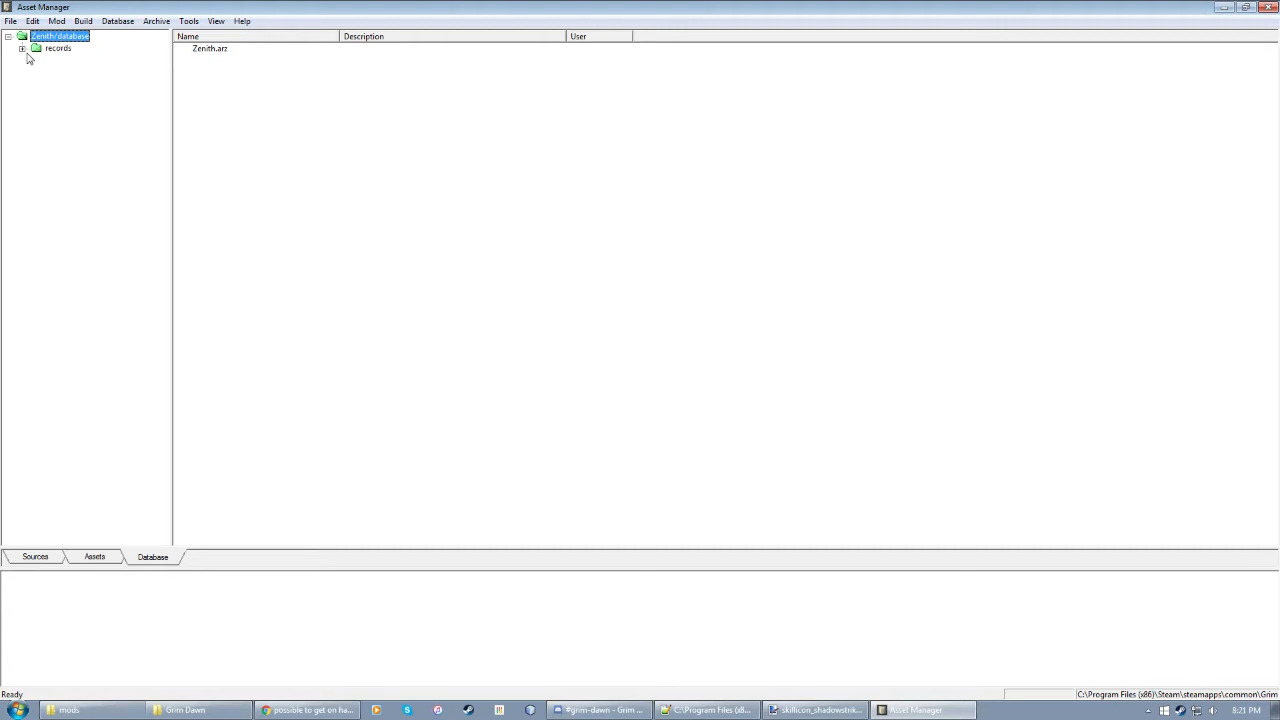 Asset Manager
File Edit Mod Build Database Archive Tools View Help
Zenith/database
records
Name Description User
Zenith.arz
Sources Assets Database
Ready
C:\Program Files (x86)\Steam\steamapps\common\Grim
mods
Grim Dawn
possible to get on ha...
#grim-dawn - Grim ...
C:\Program Files (x8...
skillicon_shadowstrik...
Asset Manager
8:21 PM